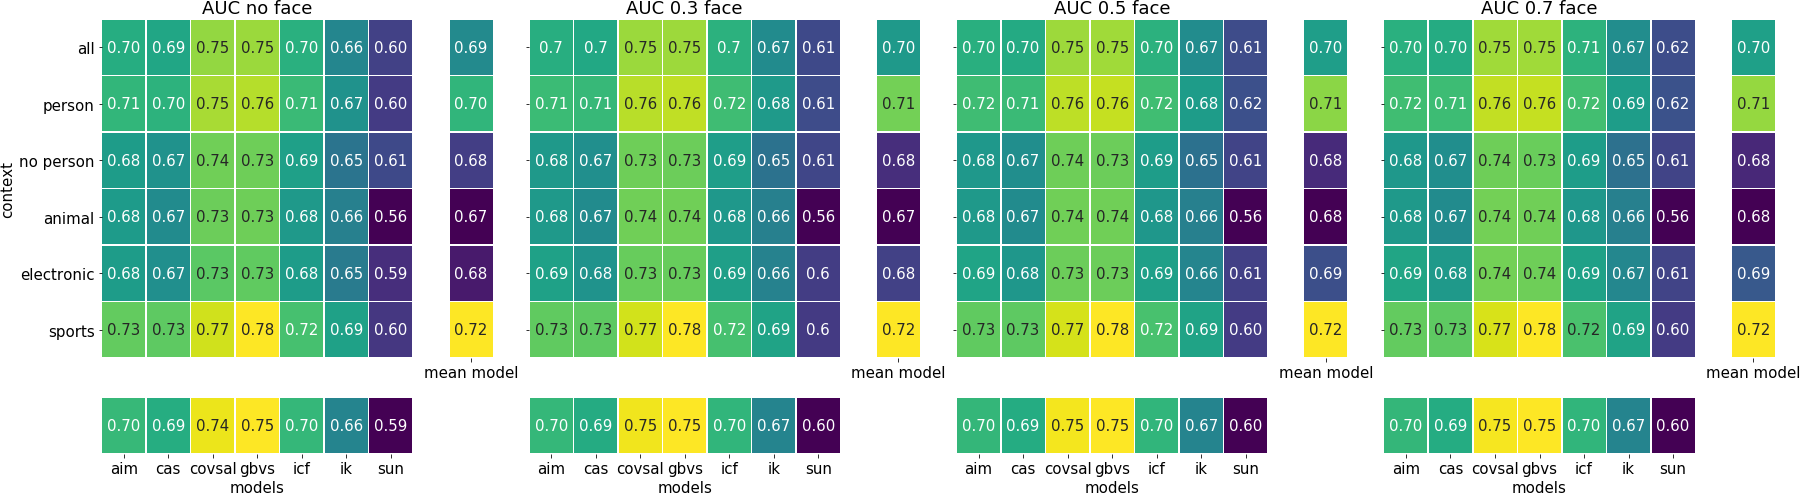 AUC no face AUC 0.3 face AUC 0.5 face AUC 0.7 face
all 0.70 0.69 0.75 0.75 0.70 0.66 0.60 0.69 0.7 0.7 0.75 0.75 0.7 0.67 0.61 0.70 0.70 0.70 0.75 0.75 0.70 0.67 0.61 0.70 0.70 0.70 0.75 0.75 0.71 0.67 0.62 0.70
person 0.71 0.70 0.75 0.76 0.71 0.67 0.60 0.70 0.71 0.71 0.76 0.76 0.72 0.68 0.61 0.71 0.72 0.71 0.76 0.76 0.72 0.68 0.62 0.71 0.72 0.71 0.76 0.76 0.72 0.69 0.62 0.71
no person 0.68 0.67 0.74 0.73 0.69 0.65 0.61 0.68 0.68 0.67 0.73 0.73 0.69 0.65 0.61 0.68 0.68 0.67 0.74 0.73 0.69 0.65 0.61 0.68 0.68 0.67 0.74 0.73 0.69 0.65 0.61 0.68
context
animal 0.68 0.67 0.73 0.73 0.68 0.66 0.56 0.67 0.68 0.67 0.74 0.74 0.68 0.66 0.56 0.67 0.68 0.67 0.74 0.74 0.68 0.66 0.56 0.68 0.68 0.67 0.74 0.74 0.68 0.66 0.56 0.68
electronic 0.68 0.67 0.73 0.73 0.68 0.65 0.59 0.68 0.69 0.68 0.73 0.73 0.69 0.66 0.6 0.68 0.69 0.68 0.73 0.73 0.69 0.66 0.61 0.69 0.69 0.68 0.74 0.74 0.69 0.67 0.61 0.69
sports 0.73 0.73 0.77 0.78 0.72 0.69 0.60 0.72 0.73 0.73 0.77 0.78 0.72 0.69 0.6 0.72 0.73 0.73 0.77 0.78 0.72 0.69 0.60 0.72 0.73 0.73 0.77 0.78 0.72 0.69 0.60 0.72
mean model mean model mean model mean model
0.70 0.69 0.74 0.75 0.70 0.66 0.59 0.70 0.69 0.75 0.75 0.70 0.67 0.60 0.70 0.69 0.75 0.75 0.70 0.67 0.60 0.70 0.69 0.75 0.75 0.70 0.67 0.60
aim cas covsal gbvs icf ik sun aim cas covsal gbvs icf ik sun aim cas covsal gbvs icf ik sun aim cas covsal gbvs icf ik sun
models models models models